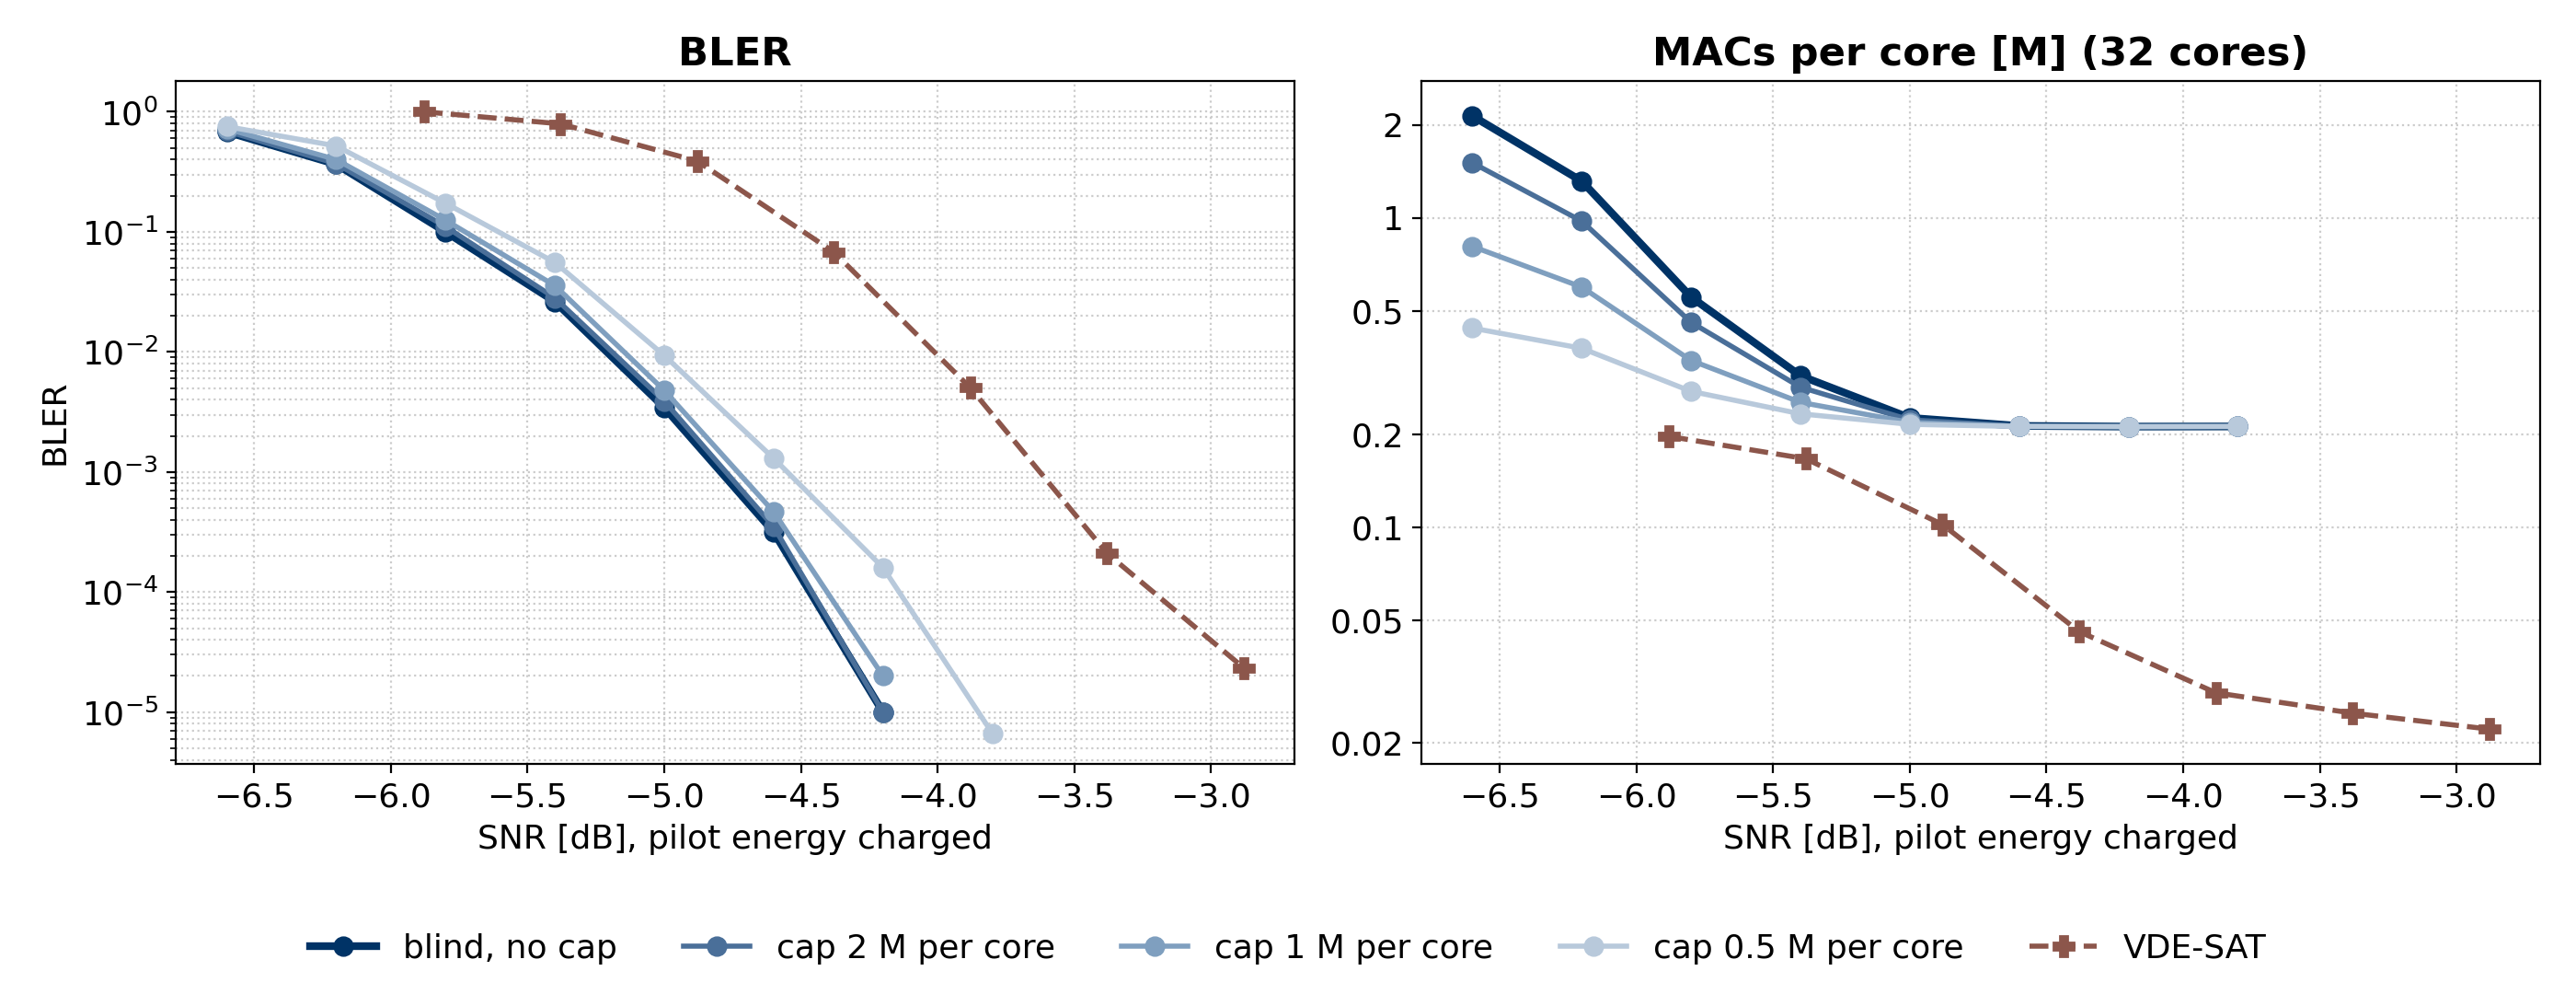 BLER
MACs per core [M] (32 cores)
BLER
10⁰
10⁻¹
10⁻²
10⁻³
10⁻⁴
10⁻⁵
−6.5 −6.0 −5.5 −5.0 −4.5 −4.0 −3.5 −3.0
SNR [dB], pilot energy charged
2
1
0.5
0.2
0.1
0.05
0.02
−6.5 −6.0 −5.5 −5.0 −4.5 −4.0 −3.5 −3.0
SNR [dB], pilot energy charged
blind, no cap cap 2 M per core cap 1 M per core cap 0.5 M per core VDE-SAT